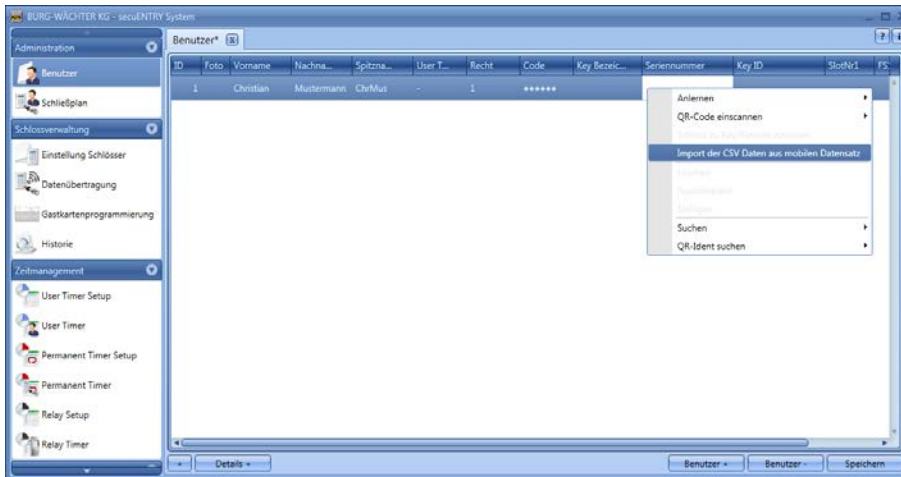 BURG-WÄCHTER KG - secuENTRY System
Administration
Benutzer
Schließplan
Schlossverwaltung
Einstellung Schlösser
Datenübertragung
Gastkartenprogrammierung
Historie
Zeitmanagement
User Timer Setup
User Timer
Permanent Timer Setup
Permanent Timer
Relay Setup
Relay Timer
Benutzer*
ID Foto Vorname Nachna... Spitzna... User T... Recht Code Key Bezeic... Seriennummer Key ID SlotNr1 FS
1 Christian Mustermann ChrMus - 1 ******
Anlernen
QR-Code einscannen
Import der CSV Daten aus mobilen Datensatz
Suchen
QR-Ident suchen
+ Details + Benutzer + Benutzer - Speichern